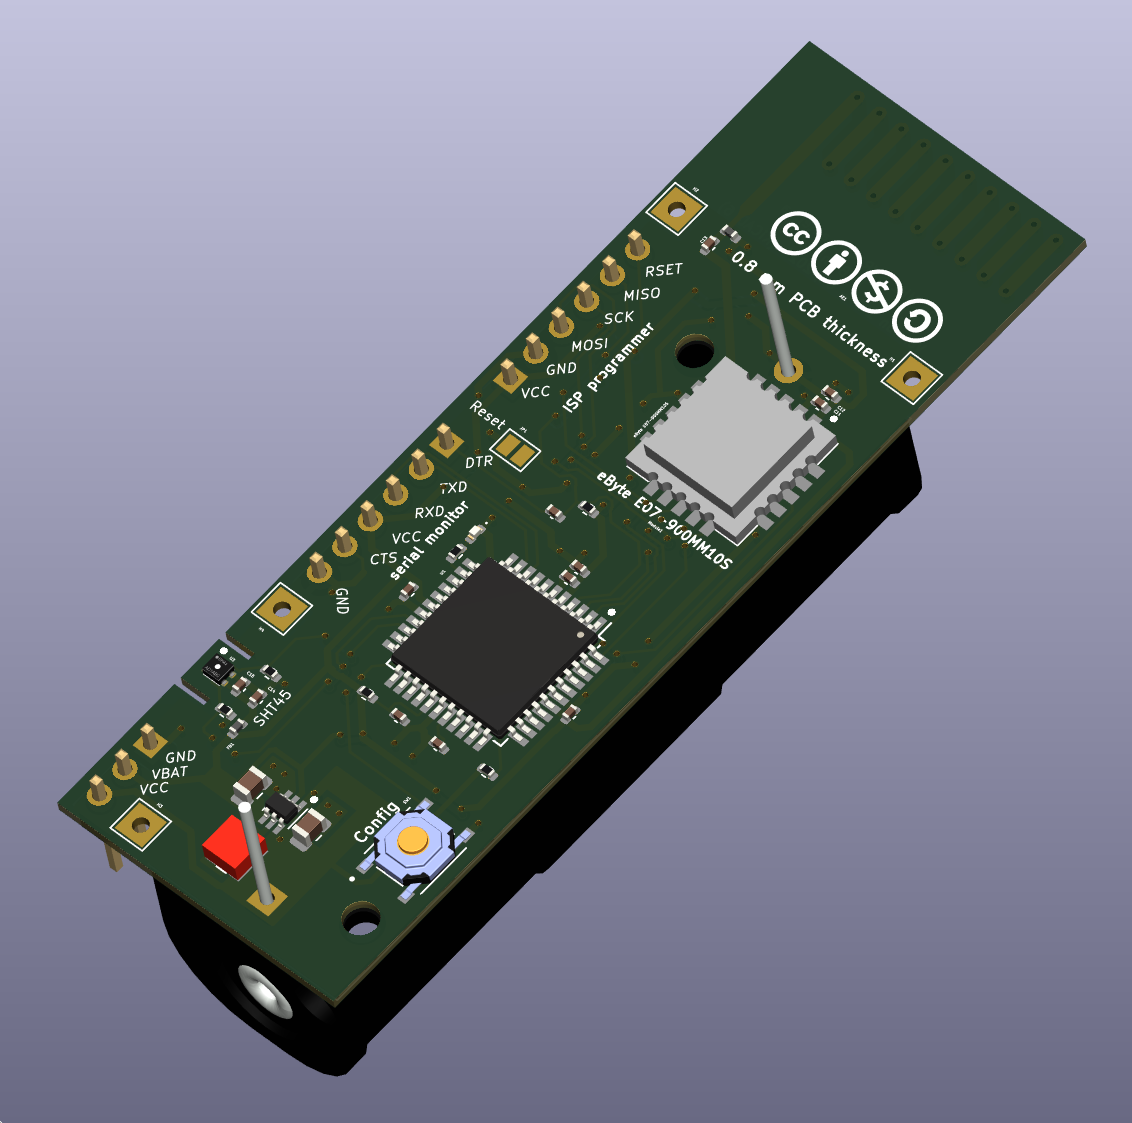 RSET
MISO
SCK
MOSI
GND
VCC
ISP programmer
cc
$
0.8
m PCB thickness
Reset
DTR
TXD
RXD
VCC
CTS
GND
serial monitor
eByte E07-900MM10S
SHT45
GND
VBAT
VCC
Config